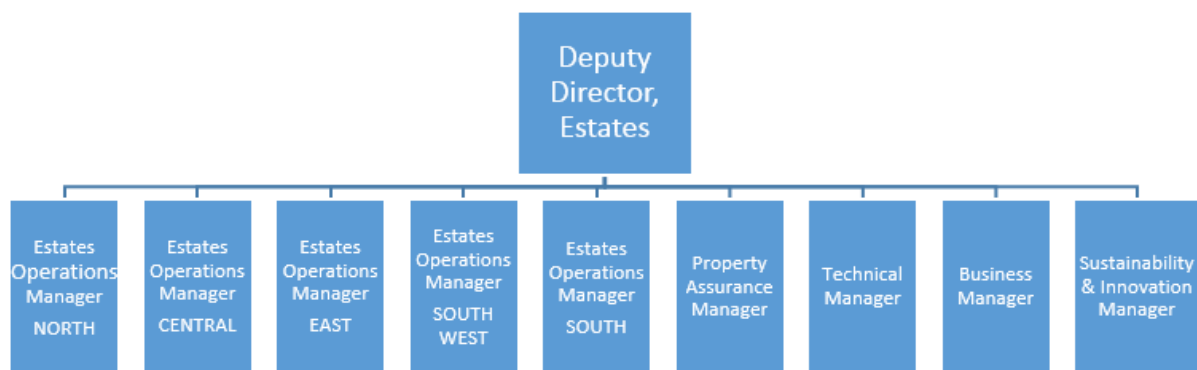 Deputy
Director,
Estates
Estates
Operations
Manager
NORTH
Estates
Operations
Manager
CENTRAL
Estates
Operations
Manager
EAST
Estates
Operations
Manager
SOUTH
WEST
Estates
Operations
Manager
SOUTH
Property
Assurance
Manager
Technical
Manager
Business
Manager
Sustainability
& Innovation
Manager